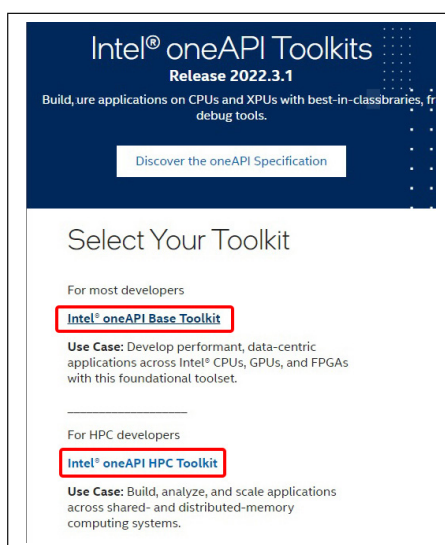 Intel® oneAPI Toolkits
Release 2022.3.1
Build, ure applications on CPUs and XPUs with best-in-classbraries, fr
debug tools.
Discover the oneAPI Specification
Select Your Toolkit
For most developers
Intel® oneAPI Base Toolkit
Use Case: Develop performant, data-centric
applications across Intel® CPUs, GPUs, and FPGAs
with this foundational toolset.
For HPC developers
Intel® oneAPI HPC Toolkit
Use Case: Build, analyze, and scale applications
across shared- and distributed-memory
computing systems.